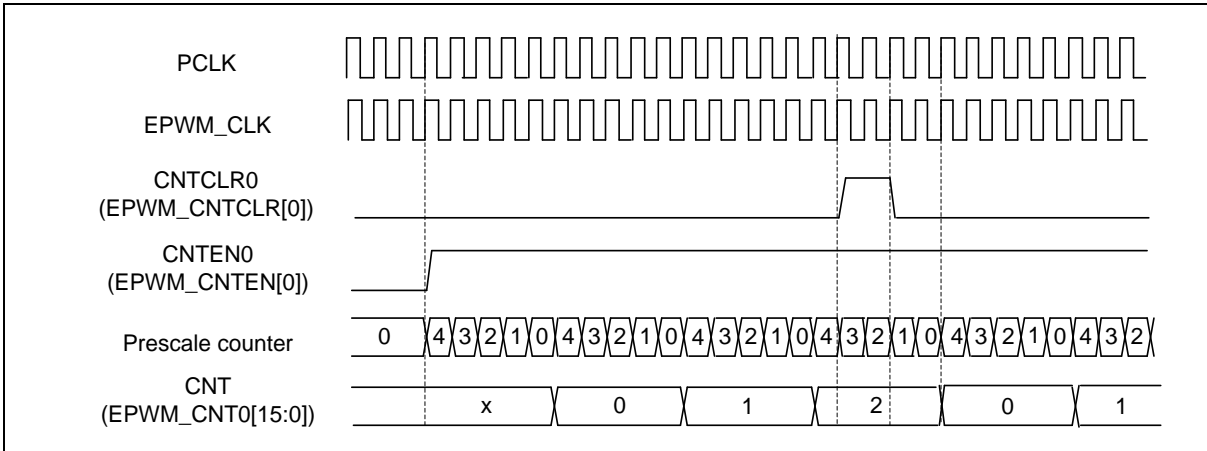 PCLK
EPWM_CLK
CNTCLR0
(EPWM_CNTCLR[0])
CNTEN0
(EPWM_CNTEN[0])
Prescale counter 0 4 3 2 1 0 4 3 2 1 0 4 3 2 1 0 4 3 2 1 0 4 3 2 1 0 4 3 2
CNT
(EPWM_CNT0[15:0]) x 0 1 2 0 1